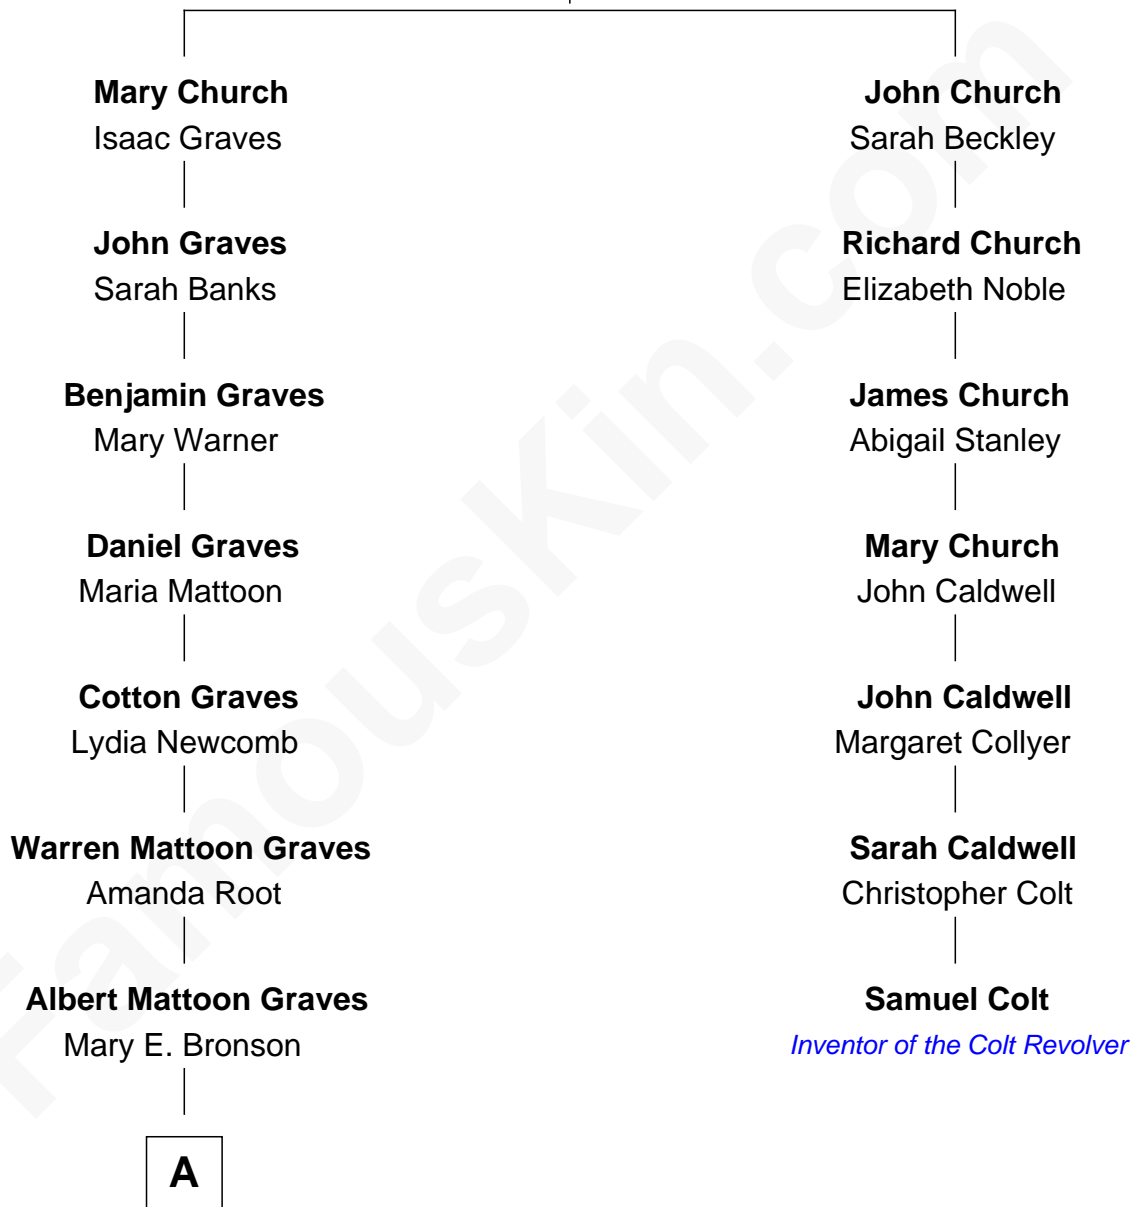 Mary Church
Isaac Graves
John Graves
Sarah Banks
Benjamin Graves
Mary Warner
Daniel Graves
Maria Mattoon
Cotton Graves
Lydia Newcomb
Warren Mattoon Graves
Amanda Root
Albert Mattoon Graves
Mary E. Bronson
A
John Church
Sarah Beckley
Richard Church
Elizabeth Noble
James Church
Abigail Stanley
Mary Church
John Caldwell
John Caldwell
Margaret Collyer
Sarah Caldwell
Christopher Colt
Samuel Colt
Inventor of the Colt Revolver
FamousKin.com